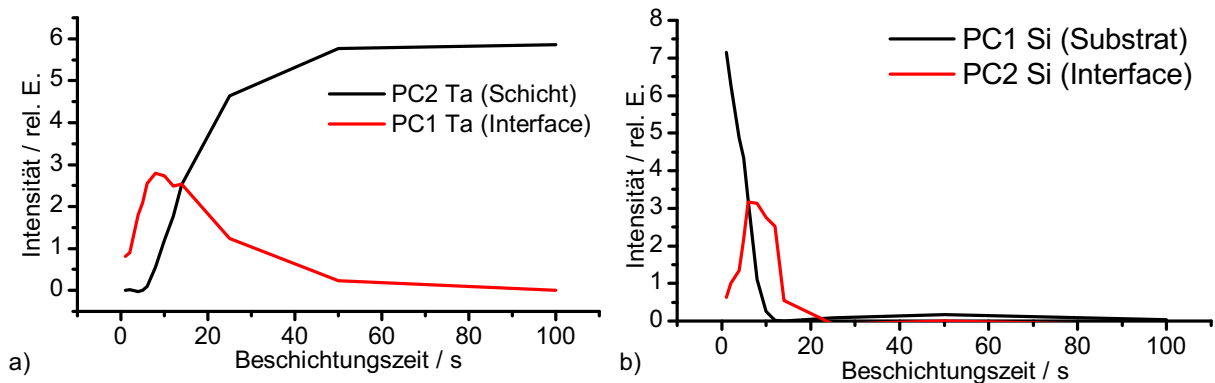 6
5
4
3
2
1
0
Intensität / rel. E.
PC2 Ta (Schicht)
PC1 Ta (Interface)
0 20 40 60 80 100
Beschichtungszeit / s
a)
8
7
6
5
4
3
2
1
0
Intensität / rel. E.
PC1 Si (Substrat)
PC2 Si (Interface)
0 20 40 60 80 100
Beschichtungszeit / s
b)